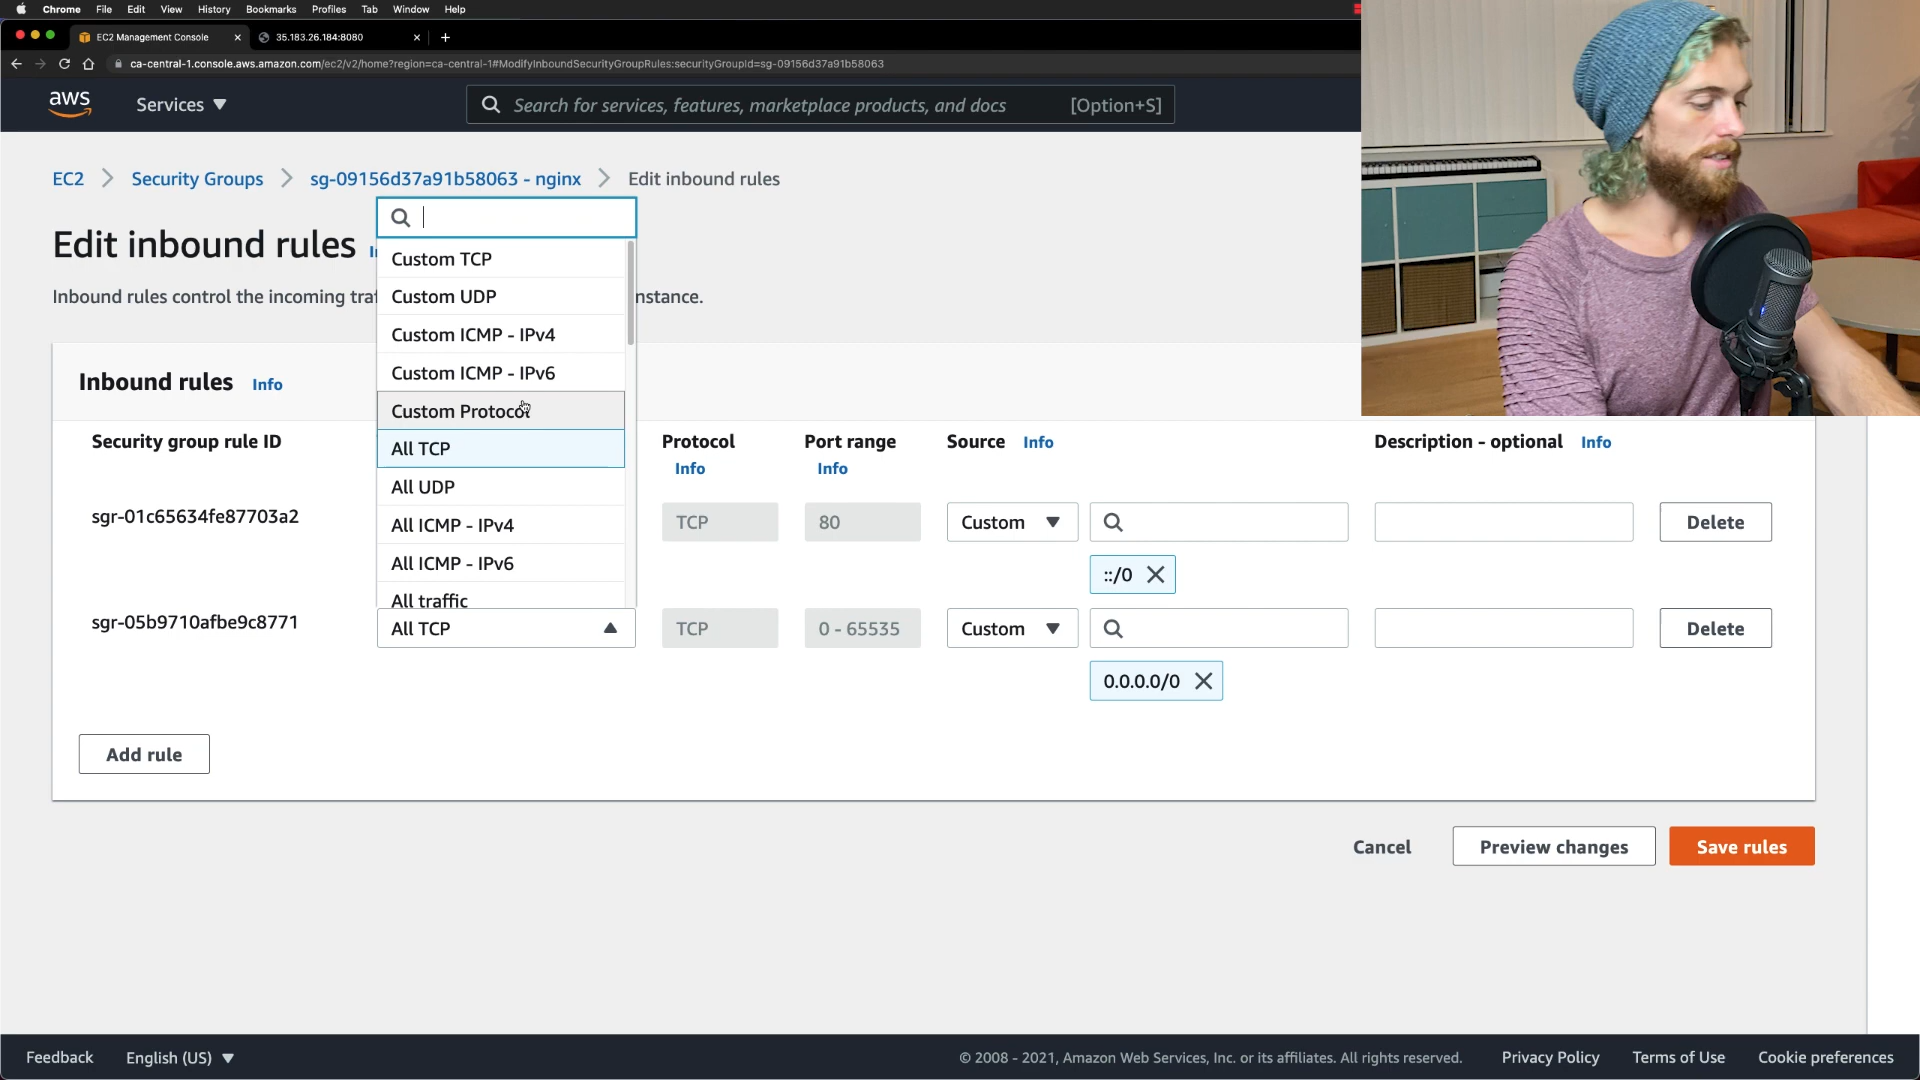 Chrome File Edit View History Bookmarks Profiles Tab Window Help
EC2 Management Console
35.183.26.184:8080
ca-central-1.console.aws.amazon.com/ec2/v2/home?region=ca-central-1#ModifyInboundSecurityGroupRules:securityGroupId=sg-09156d37a91b58063
aws Services Search for services, features, marketplace products, and docs [Option+S]
EC2 Security Groups sg-09156d37a91b58063 - nginx Edit inbound rules
Edit inbound rules
Inbound rules control the incoming
Custom TCP
Custom UDP
Custom ICMP - IPv4
Custom ICMP - IPv6
Custom Protocol
All TCP
All UDP
All ICMP - IPv4
All ICMP - IPv6
All traffic
Inbound rules Info
Security group rule ID Protocol Info Port range Info Source Info Description - optional Info
sgr-01c65634fe87703a2 TCP 80 Custom Delete
::/0
sgr-05b9710afbe9c8771 All TCP TCP 0 - 65535 Custom Delete
0.0.0.0/0
Add rule
Cancel Preview changes Save rules
Feedback English (US) © 2008 - 2021, Amazon Web Services, Inc. or its affiliates. All rights reserved. Privacy Policy Terms of Use Cookie preferences